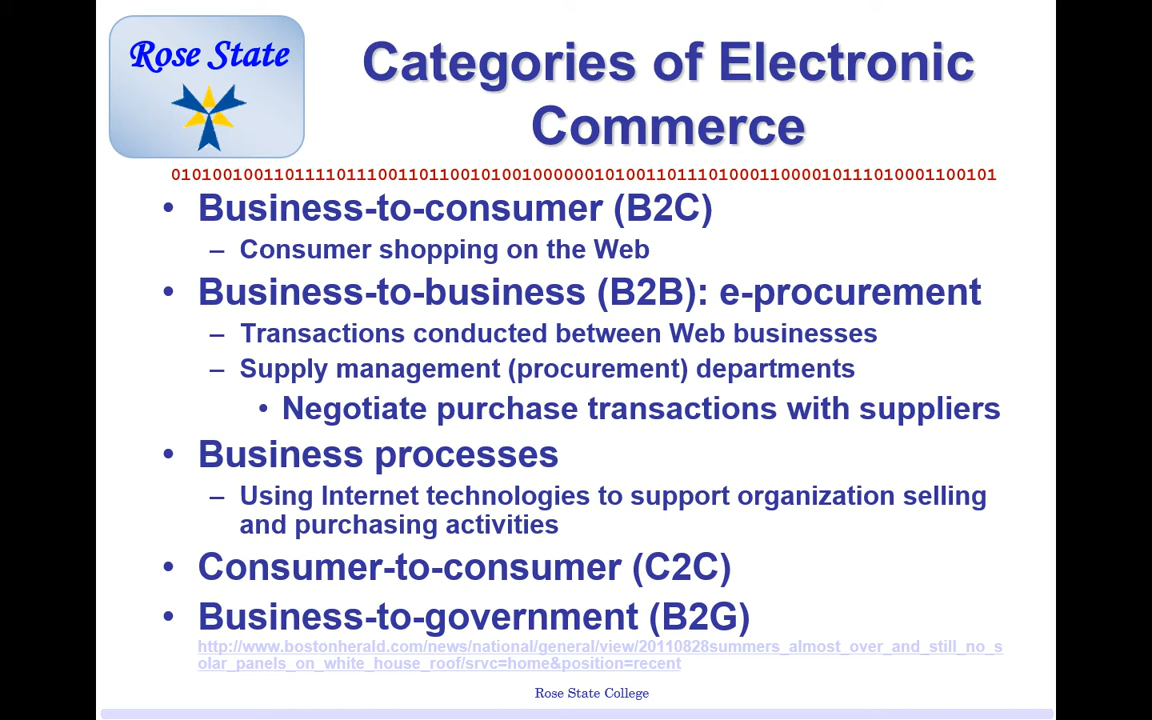 Rose State
Categories of Electronic
Commerce
01010010011011110111001101100101001000000101001101110100011000010111010001100101
• Business-to-consumer (B2C)
– Consumer shopping on the Web
• Business-to-business (B2B): e-procurement
– Transactions conducted between Web businesses
– Supply management (procurement) departments
• Negotiate purchase transactions with suppliers
• Business processes
– Using Internet technologies to support organization selling
and purchasing activities
• Consumer-to-consumer (C2C)
• Business-to-government (B2G)
http://www.bostonherald.com/news/national/general/view/20110828summers_almost_over_and_still_no_s
olar_panels_on_white_house_roof/srvc=home&position=recent
Rose State College